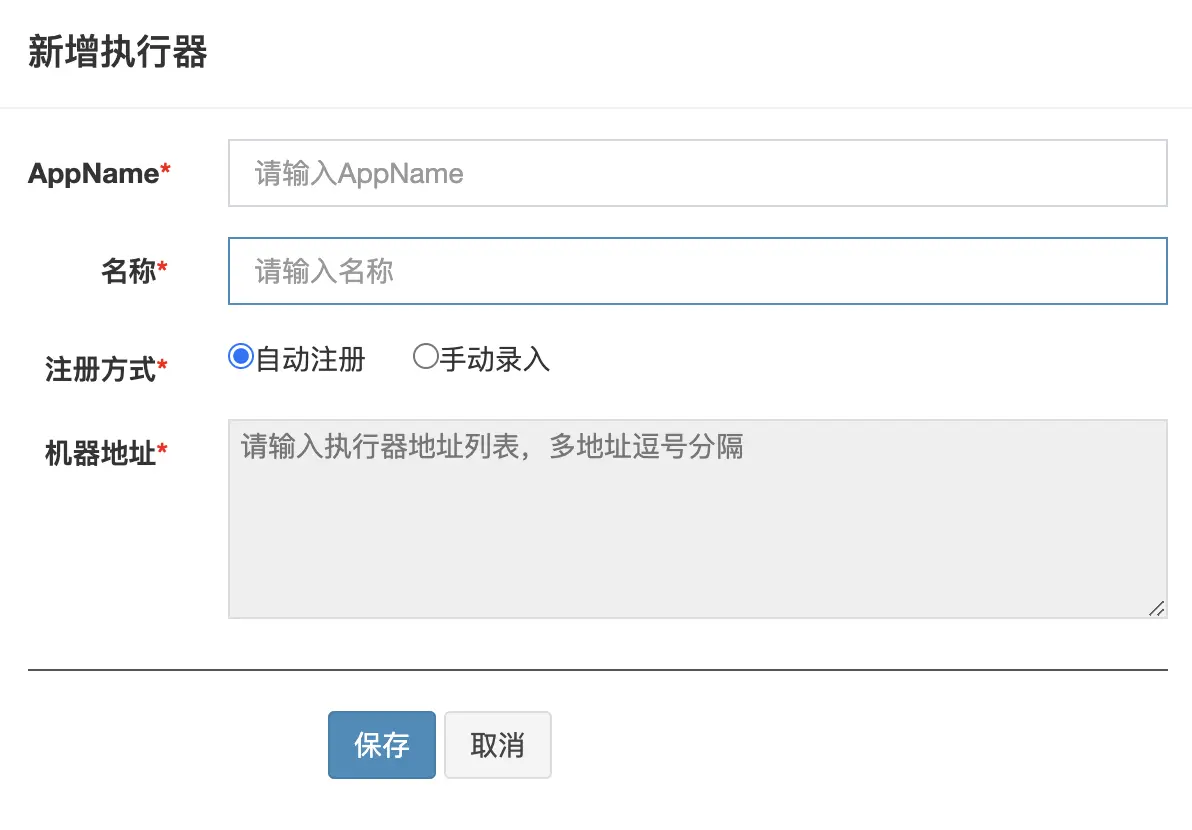 新增执行器
AppName* 请输入AppName
名称* 请输入名称
注册方式* 自动注册 手动录入
机器地址* 请输入执行器地址列表，多地址逗号分隔
保存 取消